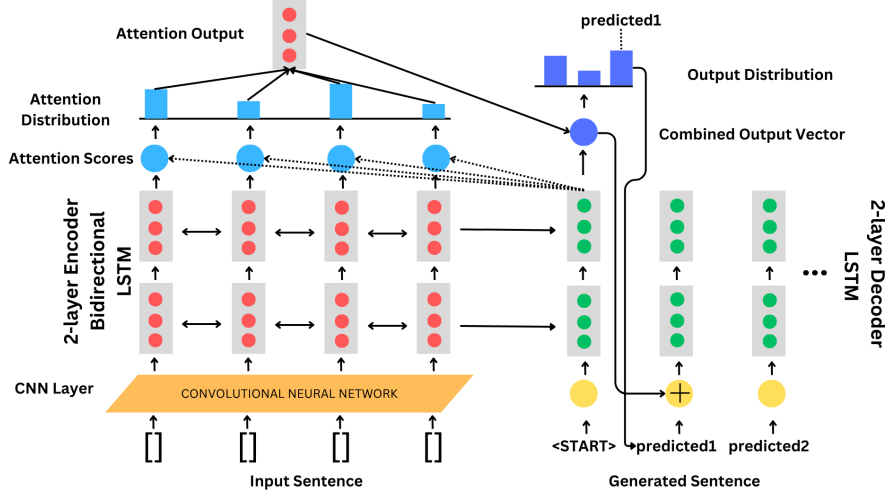 predicted1
Attention Output
Output Distribution
Attention
Distribution
Combined Output Vector
Attention Scores
2-layer Encoder
Bidirectional
LSTM
2-layer Decoder
LSTM
...
CNN Layer
CONVOLUTIONAL NEURAL NETWORK
+
[] [] [] []
<START> predicted1 predicted2
Input Sentence
Generated Sentence